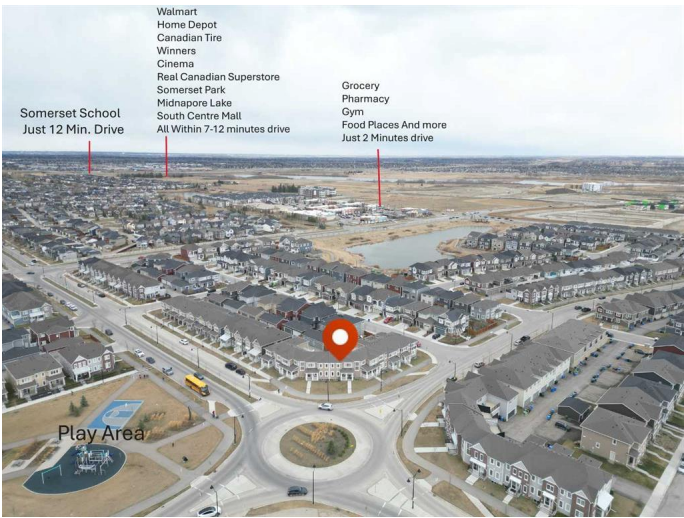 Walmart
Home Depot
Canadian Tire
Winners
Cinema
Real Canadian Superstore
Somerset Park
Midnapore Lake
South Centre Mall
All Within 7-12 minutes drive
Somerset School
Just 12 Min. Drive
Grocery
Pharmacy
Gym
Food Places And more
Just 2 Minutes drive
Play Area